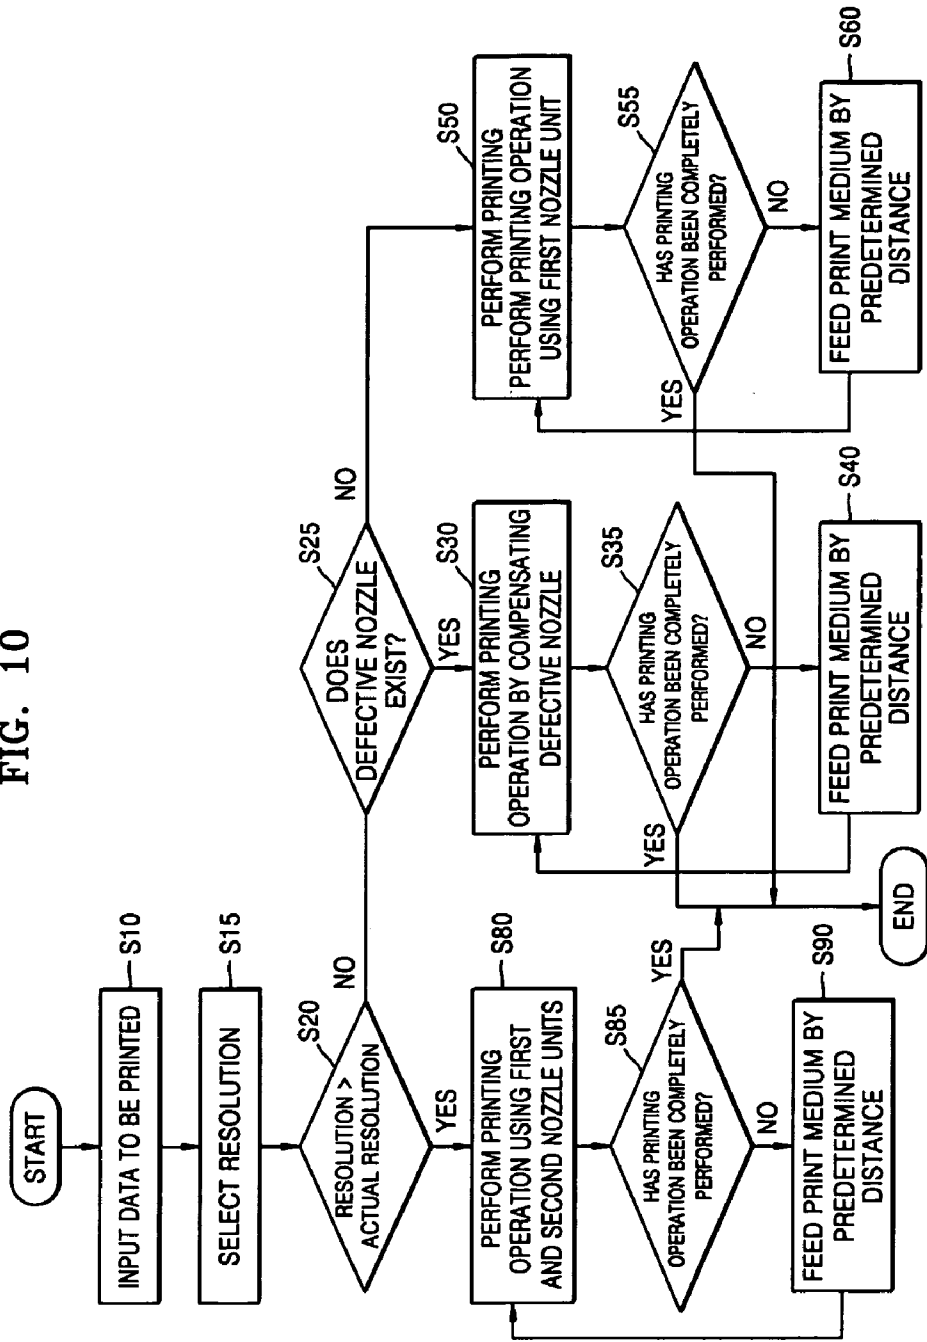 FIG. 10
START
INPUT DATA TO BE PRINTED
S10
SELECT RESOLUTION
S15
RESOLUTION >
ACTUAL RESOLUTION
S20
NO
YES
DOES
DEFECTIVE NOZZLE
EXIST?
S25
NO
YES
PERFORM PRINTING
OPERATION USING FIRST
AND SECOND NOZZLE UNITS
S80
HAS PRINTING
OPERATION BEEN COMPLETELY
PERFORMED?
S85
YES
NO
FEED PRINT MEDIUM BY
PREDETERMINED
DISTANCE
S90
PERFORM PRINTING
OPERATION BY COMPENSATING
DEFECTIVE NOZZLE
S30
HAS PRINTING
OPERATION BEEN COMPLETELY
PERFORMED?
S35
YES
NO
FEED PRINT MEDIUM BY
PREDETERMINED
DISTANCE
S40
PERFORM PRINTING
PERFORM PRINTING OPERATION
USING FIRST NOZZLE UNIT
S50
HAS PRINTING
OPERATION BEEN COMPLETELY
PERFORMED?
S55
YES
NO
FEED PRINT MEDIUM BY
PREDETERMINED
DISTANCE
S60
END